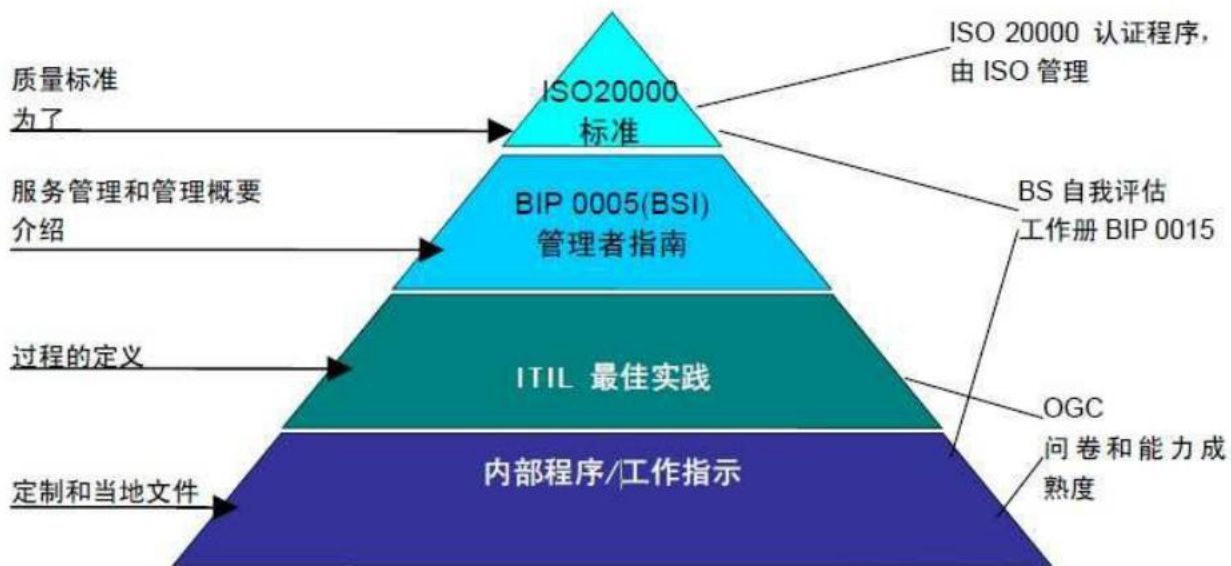 ISO 20000 认证程序，
由 ISO 管理
质量标准
为了
ISO20000
标准
服务管理和管理概要
介绍
BIP 0005(BSI)
管理者指南
BS 自我评估
工作册 BIP 0015
过程的定义
ITIL 最佳实践
OGC
问卷和能力成
熟度
内部程序/工作指示
定制和当地文件